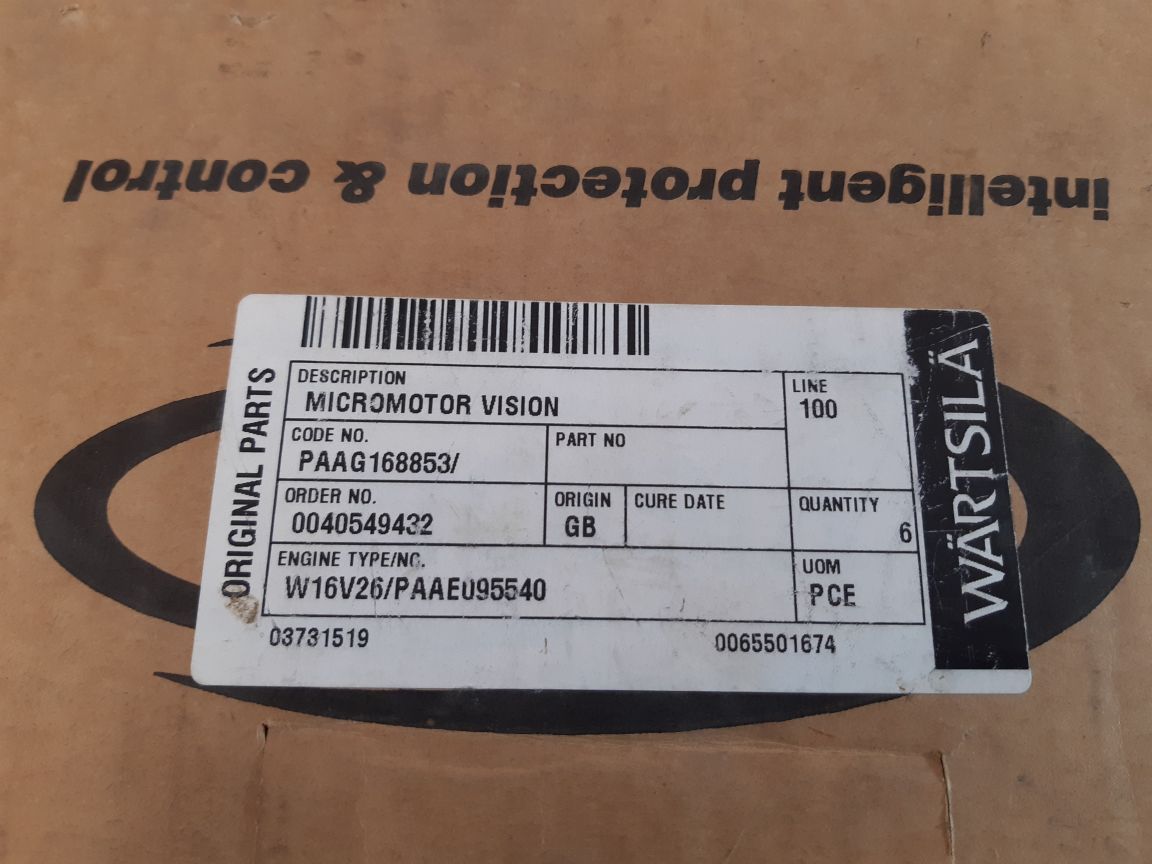 intelligent protection & control
ORIGINAL PARTS
DESCRIPTION
MICROMOTOR VISION
LINE
100
CODE NO.
PAAG168853/
PART NO
ORDER NO.
0040549432
ORIGIN
GB
CURE DATE
QUANTITY
6
ENGINE TYPE/NO.
W16V26/PAAE095540
UOM
PCE
03731519
0065501674
WÄRTSILÄ